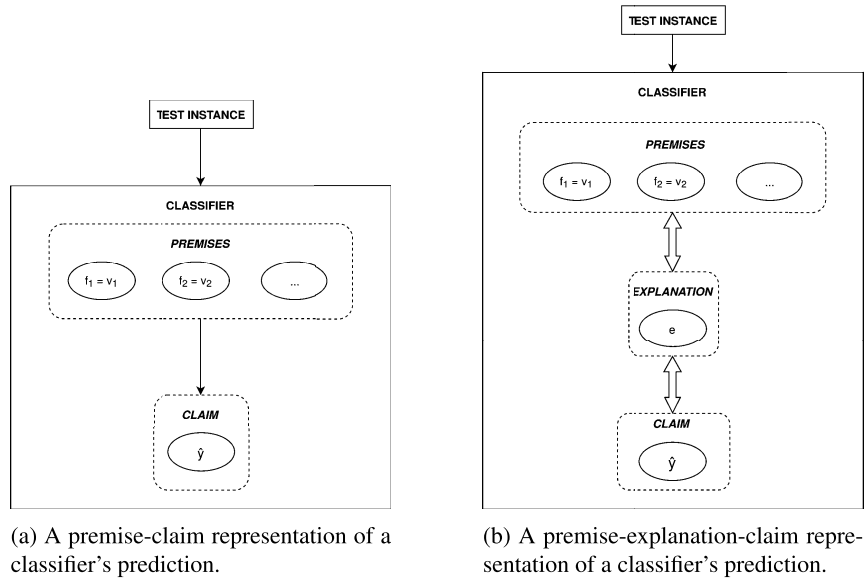 TEST INSTANCE
CLASSIFIER
PREMISES
f1 = v1
f2 = v2
...
CLAIM
ŷ
(a) A premise-claim representation of a
classifier's prediction.
TEST INSTANCE
CLASSIFIER
PREMISES
f1 = v1
f2 = v2
...
EXPLANATION
e
CLAIM
ŷ
(b) A premise-explanation-claim repre-
sentation of a classifier's prediction.